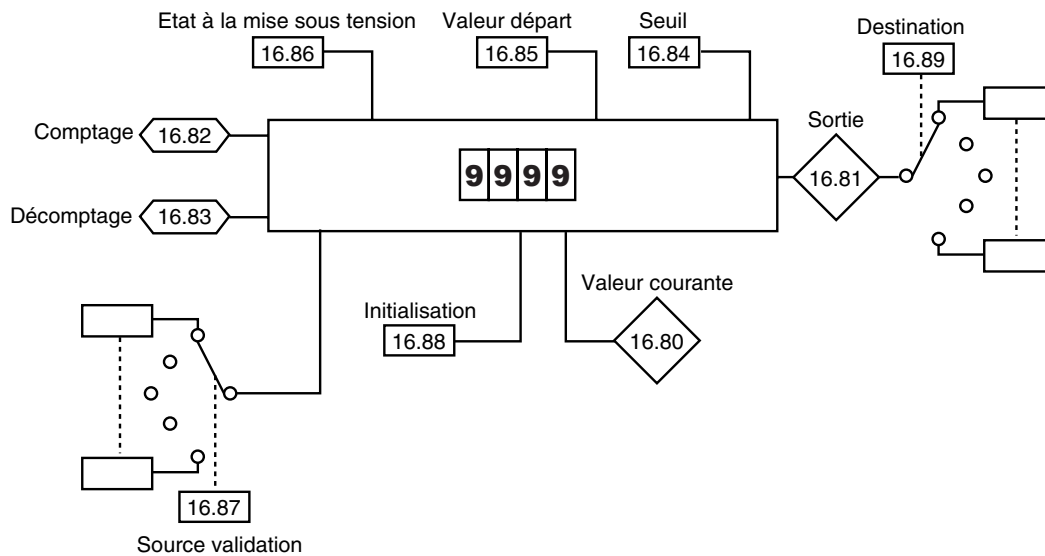 Etat à la mise sous tension
16.86
Valeur départ
16.85
Seuil
16.84
Destination
16.89
Comptage
16.82
9999
Sortie
16.81
Décomptage
16.83
Initialisation
16.88
Valeur courante
16.80
16.87
Source validation